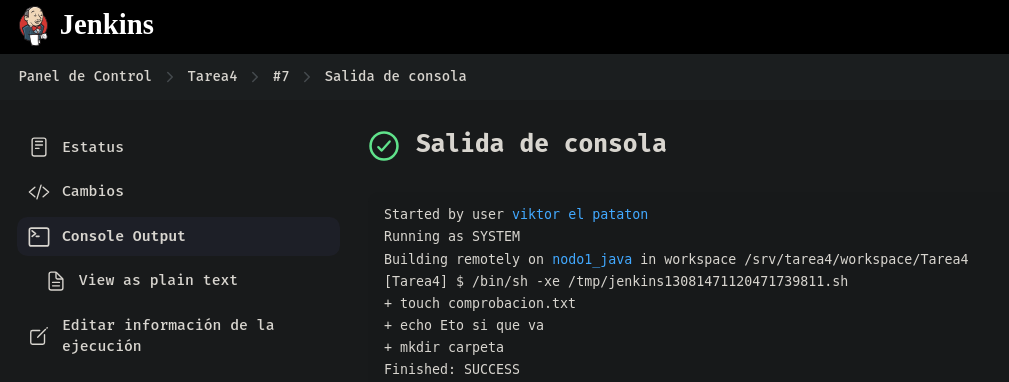 Jenkins
Panel de Control > Tarea4 > #7 > Salida de consola
Estatus
Cambios
Console Output
View as plain text
Editar información de la
ejecución
Salida de consola
Started by user viktor el pataton
Running as SYSTEM
Building remotely on nodo1_java in workspace /srv/tarea4/workspace/Tarea4
[Tarea4] $ /bin/sh -xe /tmp/jenkins13081471120471739811.sh
+ touch comprobacion.txt
+ echo Eto si que va
+ mkdir carpeta
Finished: SUCCESS